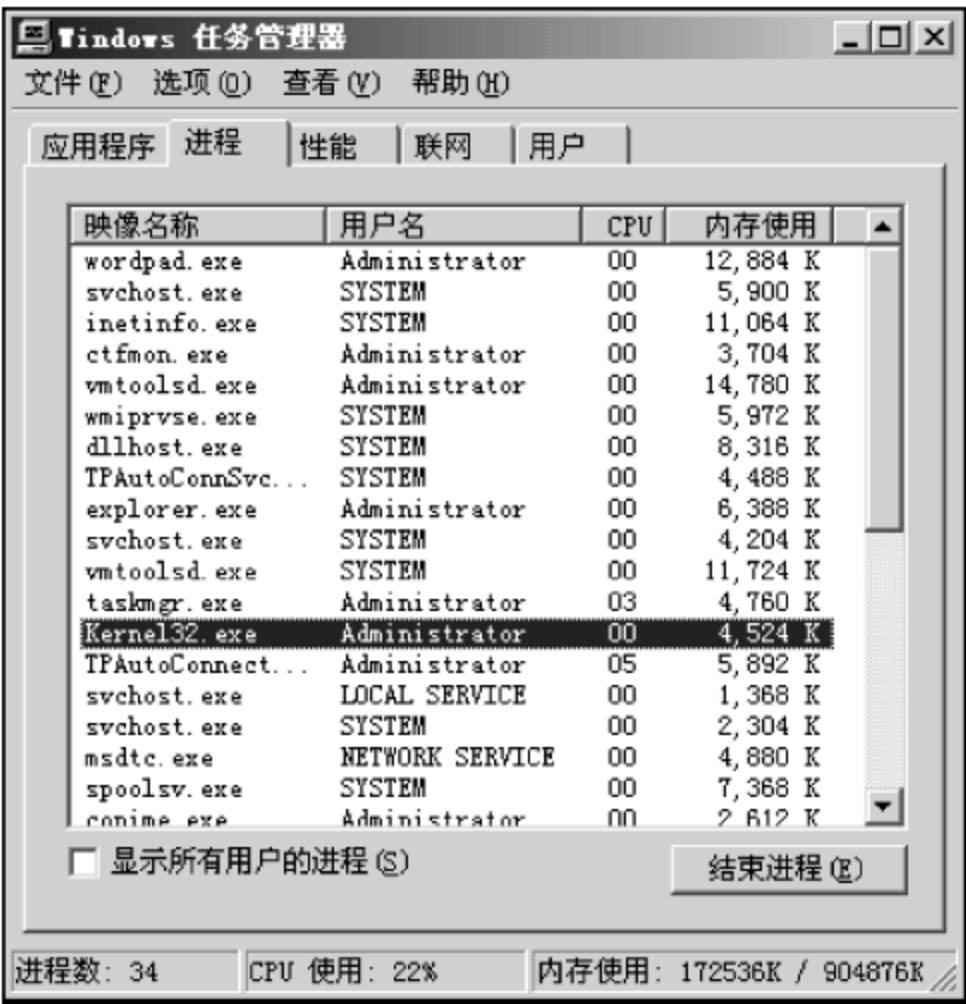 Windows 任务管理器
文件(F) 选项(O) 查看(V) 帮助(H)
应用程序 进程 性能 联网 用户
映像名称 用户名 CPU 内存使用
wordpad.exe Administrator 00 12,884 K
svchost.exe SYSTEM 00 5,900 K
inetinfo.exe SYSTEM 00 11,064 K
ctfmon.exe Administrator 00 3,704 K
vmtoolsd.exe Administrator 00 14,780 K
wmiprvse.exe SYSTEM 00 5,972 K
dllhost.exe SYSTEM 00 8,316 K
TPAutoConnSvc... SYSTEM 00 4,488 K
explorer.exe Administrator 00 6,388 K
svchost.exe SYSTEM 00 4,204 K
vmtoolsd.exe SYSTEM 00 11,724 K
taskmgr.exe Administrator 03 4,760 K
Kernel32.exe Administrator 00 4,524 K
TPAutoConnect... Administrator 05 5,892 K
svchost.exe LOCAL SERVICE 00 1,368 K
svchost.exe SYSTEM 00 2,304 K
msdtc.exe NETWORK SERVICE 00 4,880 K
spoolsv.exe SYSTEM 00 7,368 K
conime.exe Administrator 00 2,612 K
显示所有用户的进程(S) 结束进程(E)
进程数: 34 CPU 使用: 22% 内存使用: 172536K / 904876K